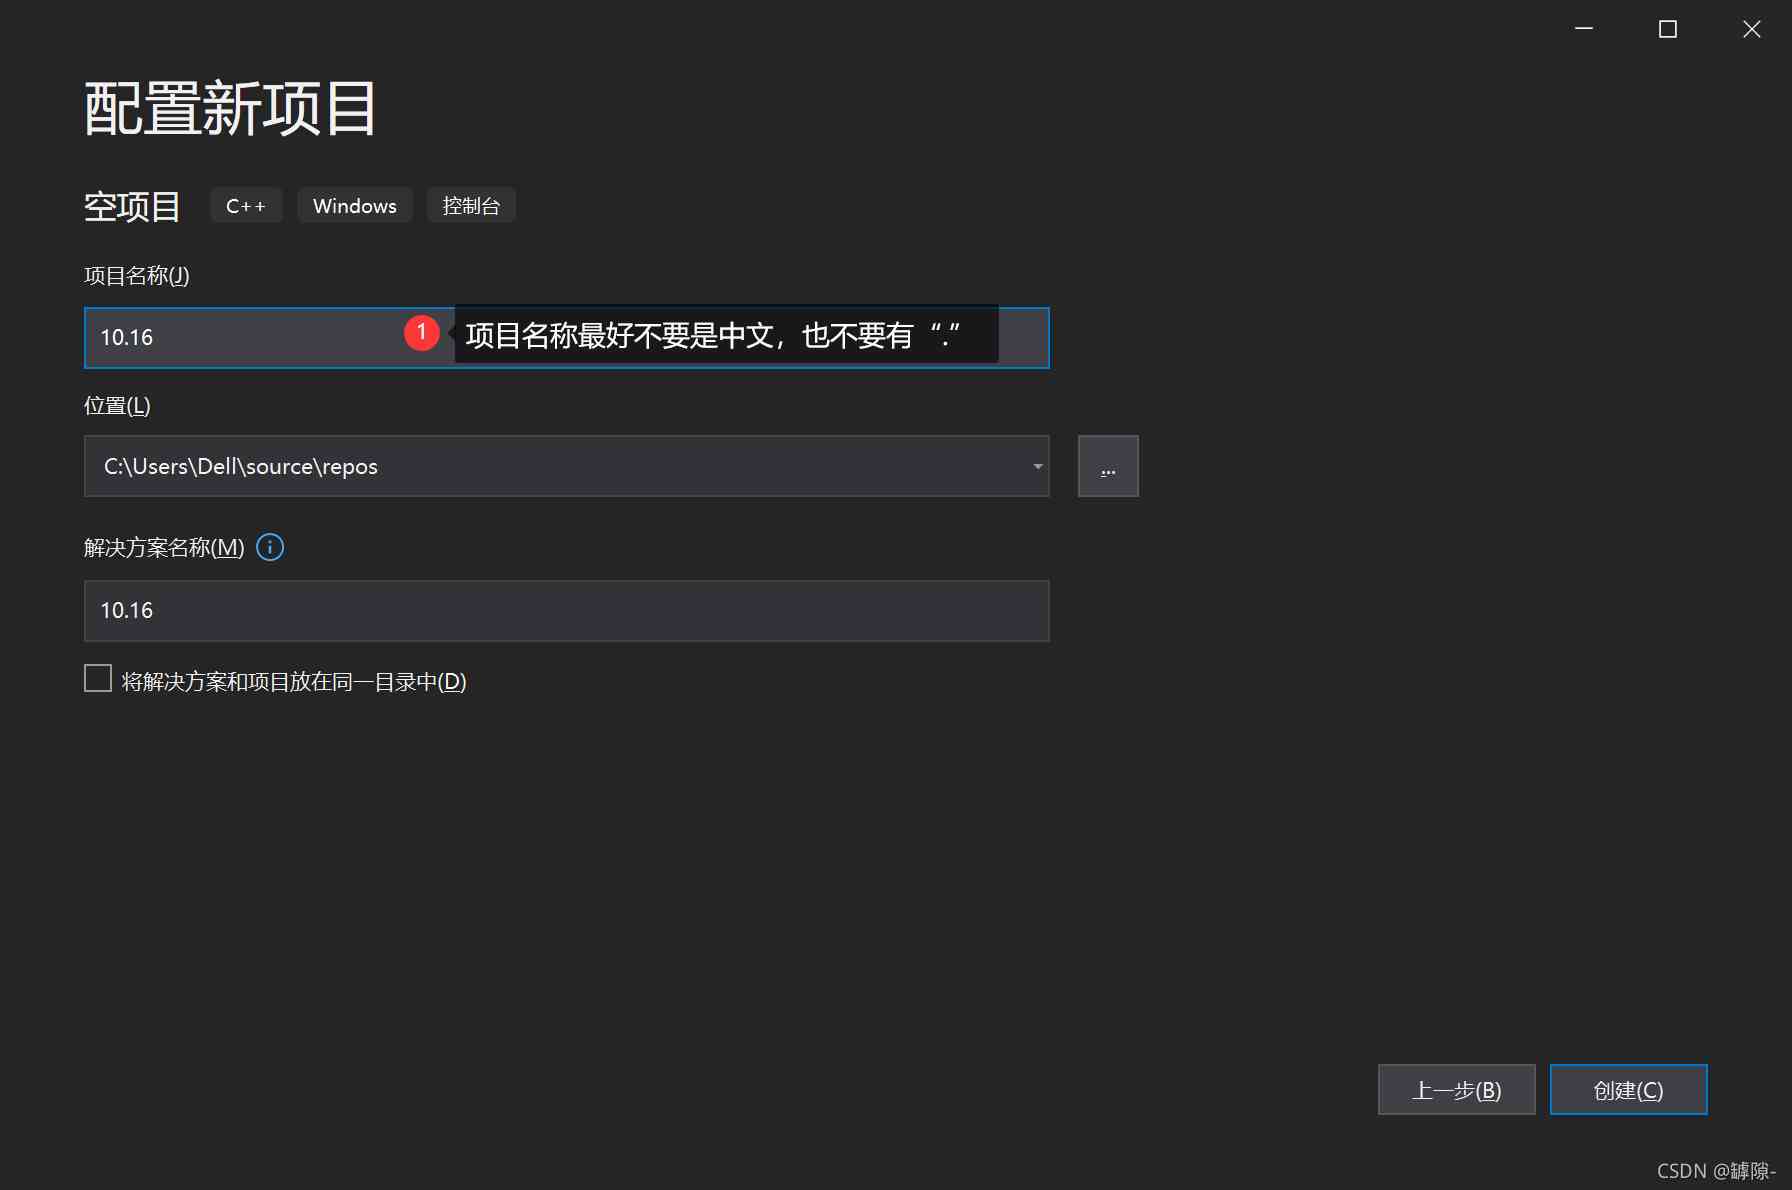 配置新项目
空项目 C++ Windows 控制台
项目名称(J)
10.16 1 项目名称最好不要是中文，也不要有“.”
位置(L)
C:\Users\Dell\source\repos ...
解决方案名称(M)
10.16
将解决方案和项目放在同一目录中(D)
上一步(B) 创建(C)
CSDN @罅隙-